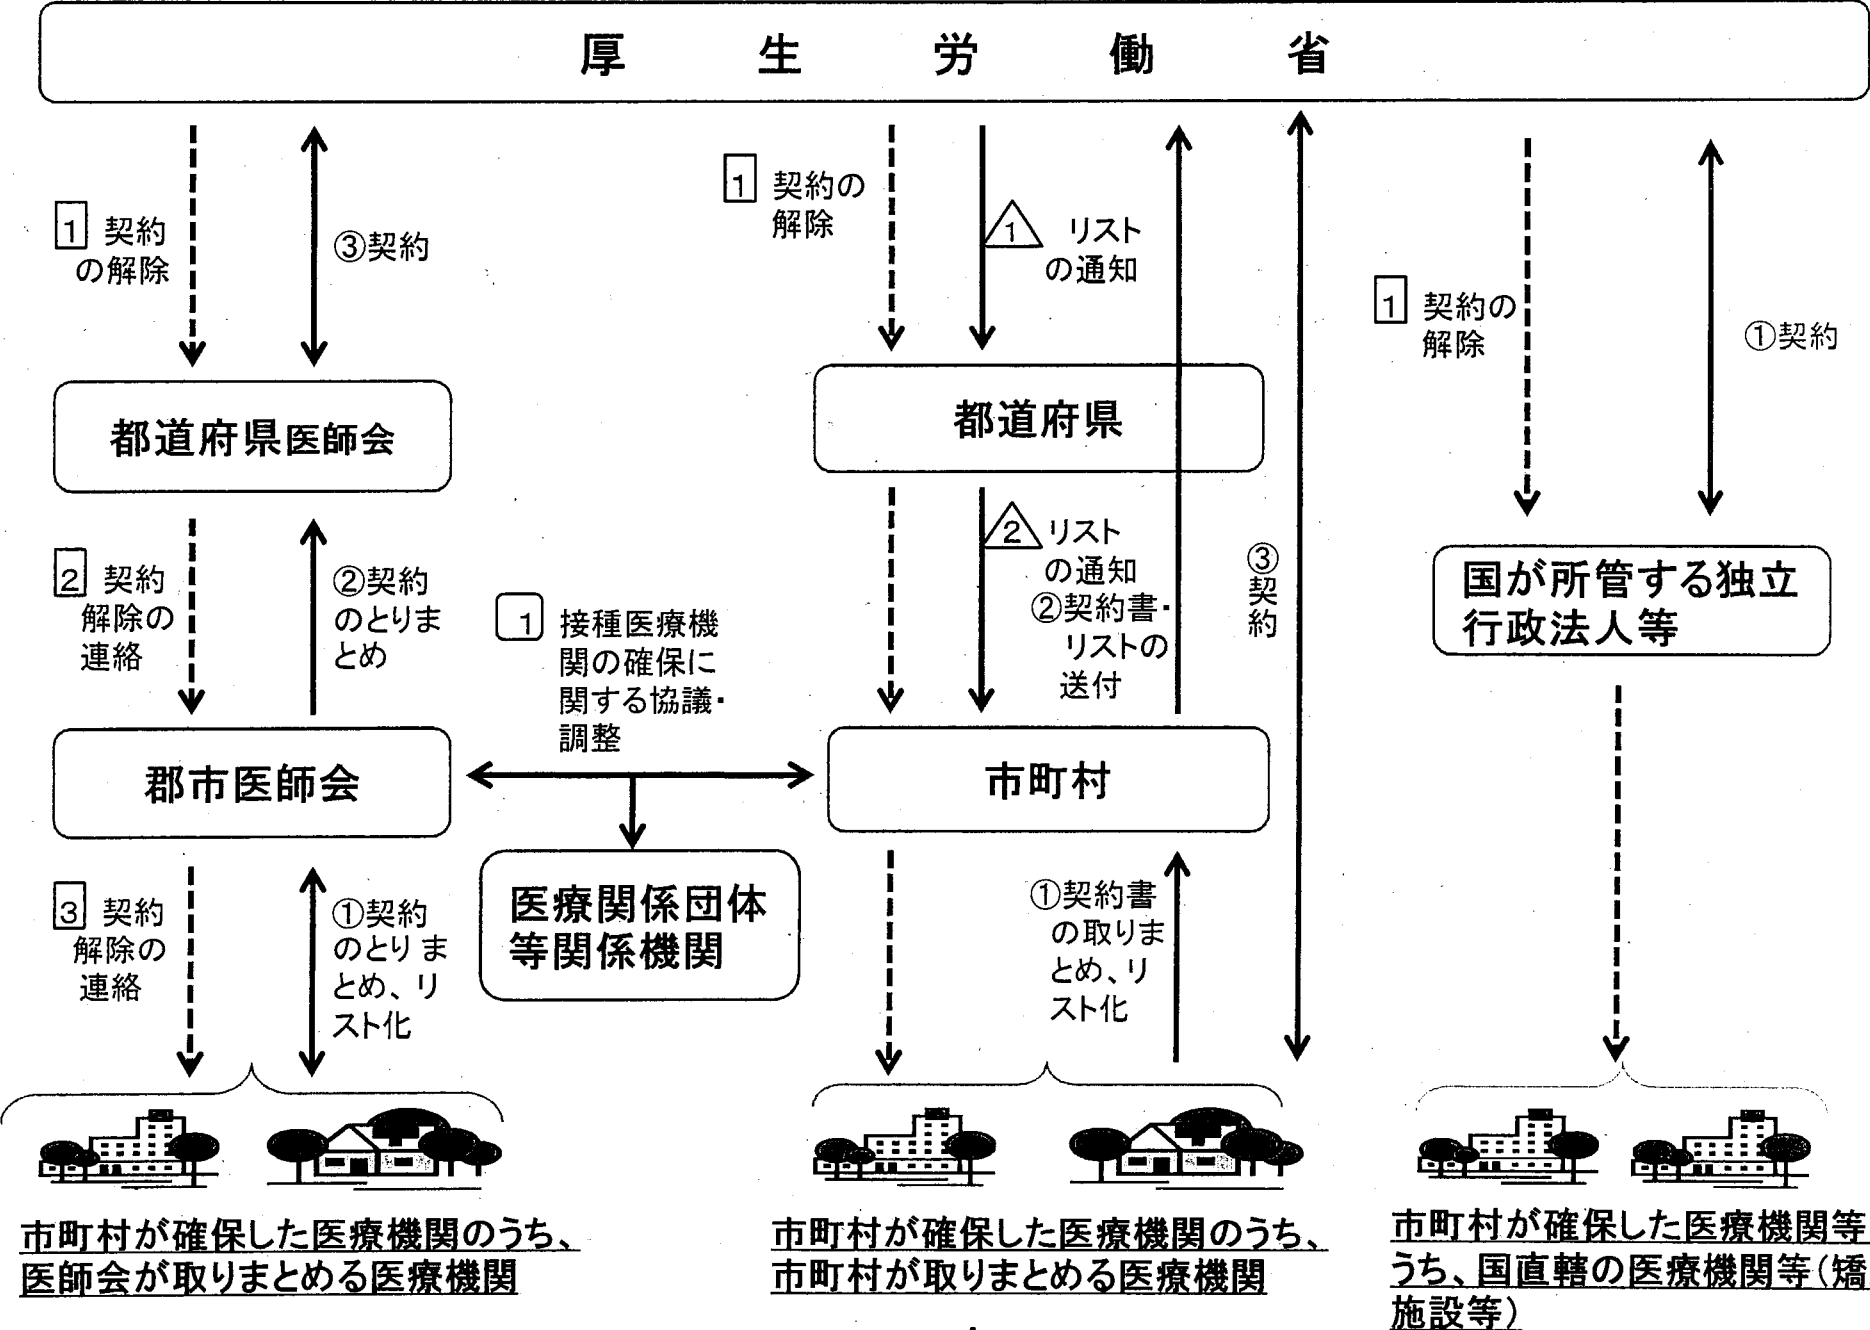 厚生労働省
1 契約
の解除
③契約
1 契約の
解除
1 リスト
の通知
1 契約の
解除
①契約
都道府県医師会
都道府県
2 契約
解除の
連絡
②契約
のとりま
とめ
1 接種医療機
関の確保に
関する協議・
調整
2 リスト
の通知
②契約書・
リストの
送付
③
契
約
国が所管する独立
行政法人等
郡市医師会
市町村
3 契約
解除の
連絡
①契約
のとりま
とめ、リ
スト化
医療関係団体
等関係機関
①契約書
の取りま
とめ、リ
スト化
市町村が確保した医療機関のうち、
医師会が取りまとめる医療機関
市町村が確保した医療機関のうち、
市町村が取りまとめる医療機関
市町村が確保した医療機関等
うち、国直轄の医療機関等(矯
施設等)